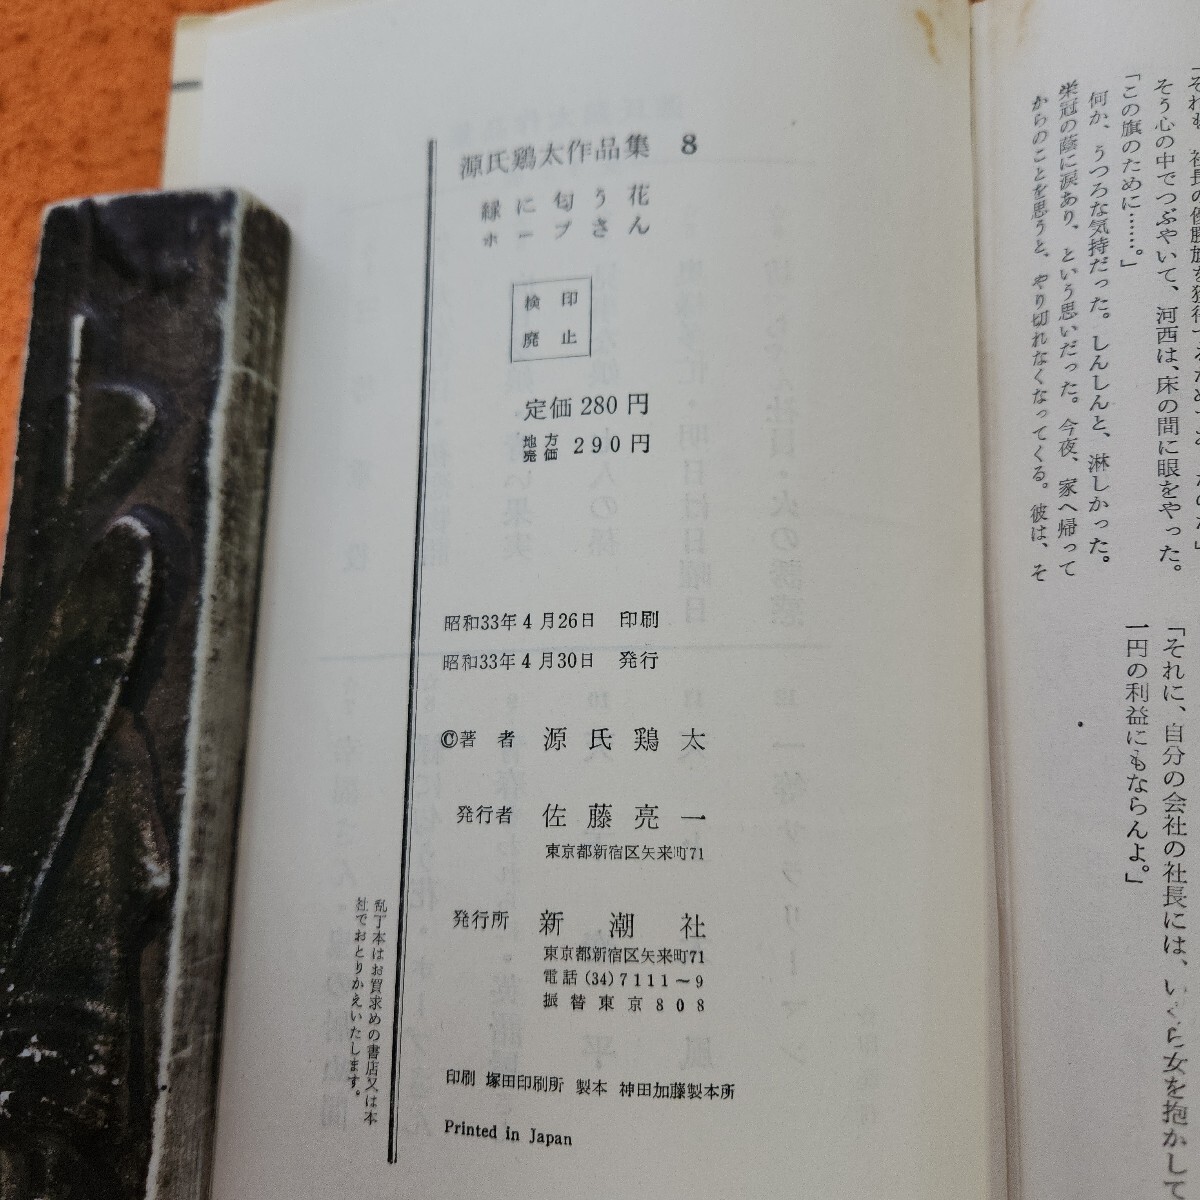 源氏鶏太作品集 8
緑に匂う花
ホープさん
検印
廃止
定価 280 円
地方売価 290円
昭和33年4月26日 印刷
昭和33年4月30日 発行
©著者 源氏鶏太
発行者 佐藤亮一
東京都新宿区矢来町71
発行所 新潮社
東京都新宿区矢来町71
電話 (34) 7111~9
振替東京808
印刷 塚田印刷所 製本 神田加藤製本所
Printed in Japan
乱丁本はお買求めの書店又は本
社でおとりかえいたします。
そう心の中でつぶやいて、河西は、床の間に眼をやった。
「この旗のために……。」
何か、うつろな気持だった。しんしんと、淋しかった。
栄冠の蔭に涙あり、という思いだった。今夜、家へ帰って
からのことを思うと、やり切れなくなってくる。彼は、そ
「それに、自分の会社の社長には、いくら女を抱かして
一円の利益にもならんよ。」